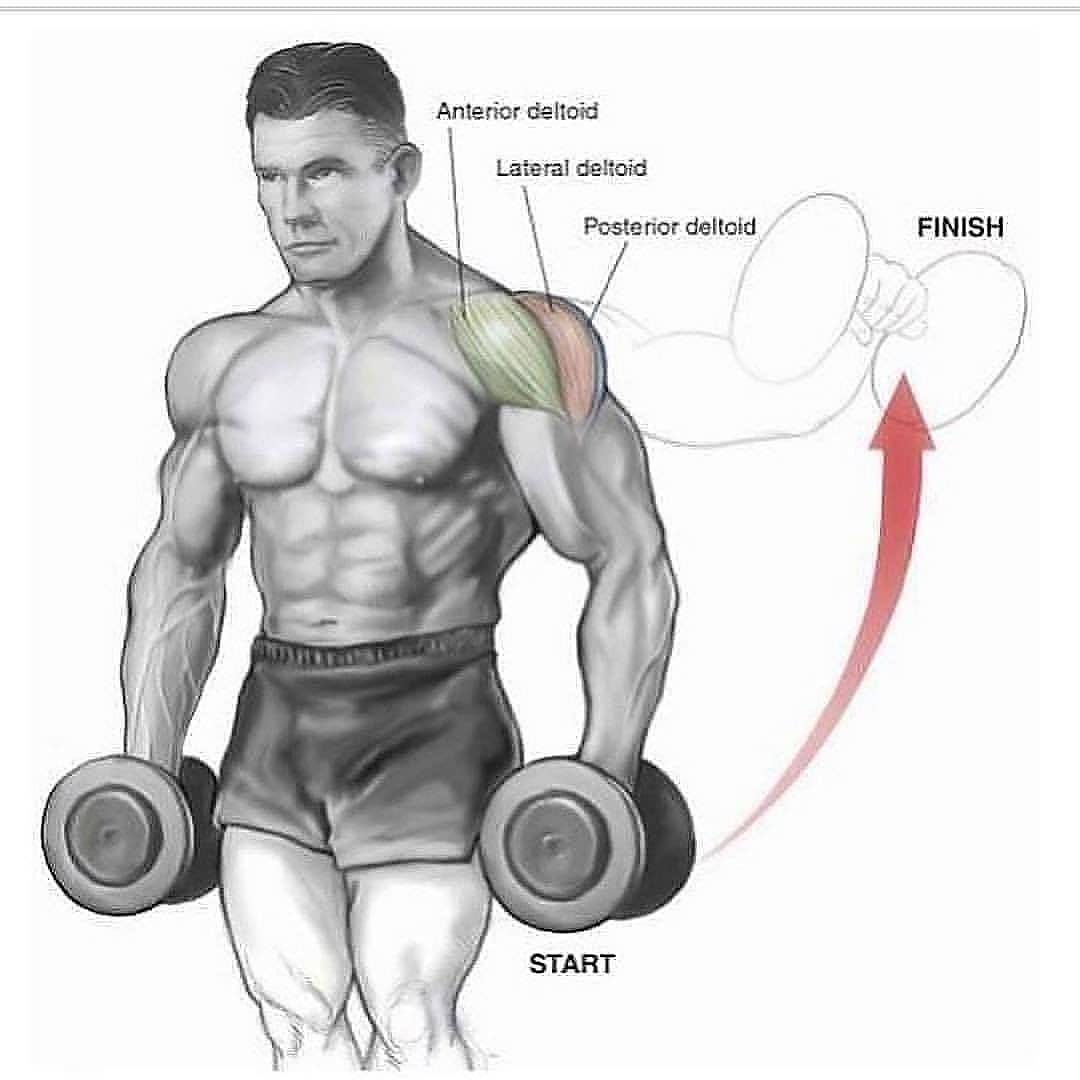 Anterior deltoid
Lateral deltoid
Posterior deltoid
FINISH
START